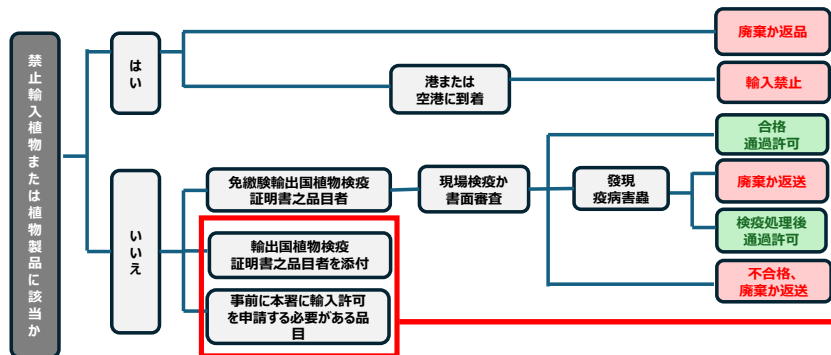 禁止輸入植物または植物製品に該当か
はい
いいえ
港または
空港に到着
廃棄か返品
輸入禁止
免繳験輸出国植物検疫
証明書之品目者
現場検疫か
書面審査
發現
疫病害蟲
合格
通過許可
廃棄か返送
検疫処理後
通過許可
不合格、
廃棄か返送
輸出国植物検疫
証明書之品目者を添付
事前に本署に輸入許可
を申請する必要がある品
目